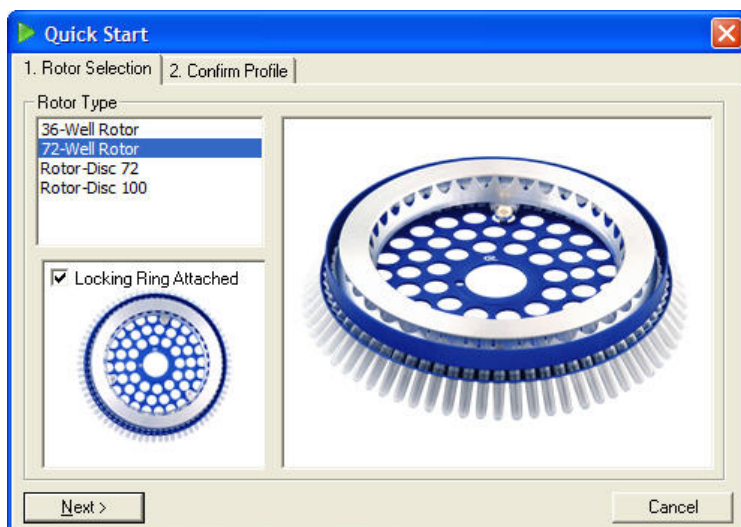 Quick Start
1. Rotor Selection
2. Confirm Profile
Rotor Type
36-Well Rotor
72-Well Rotor
Rotor-Disc 72
Rotor-Disc 100
Locking Ring Attached
Next >
Cancel